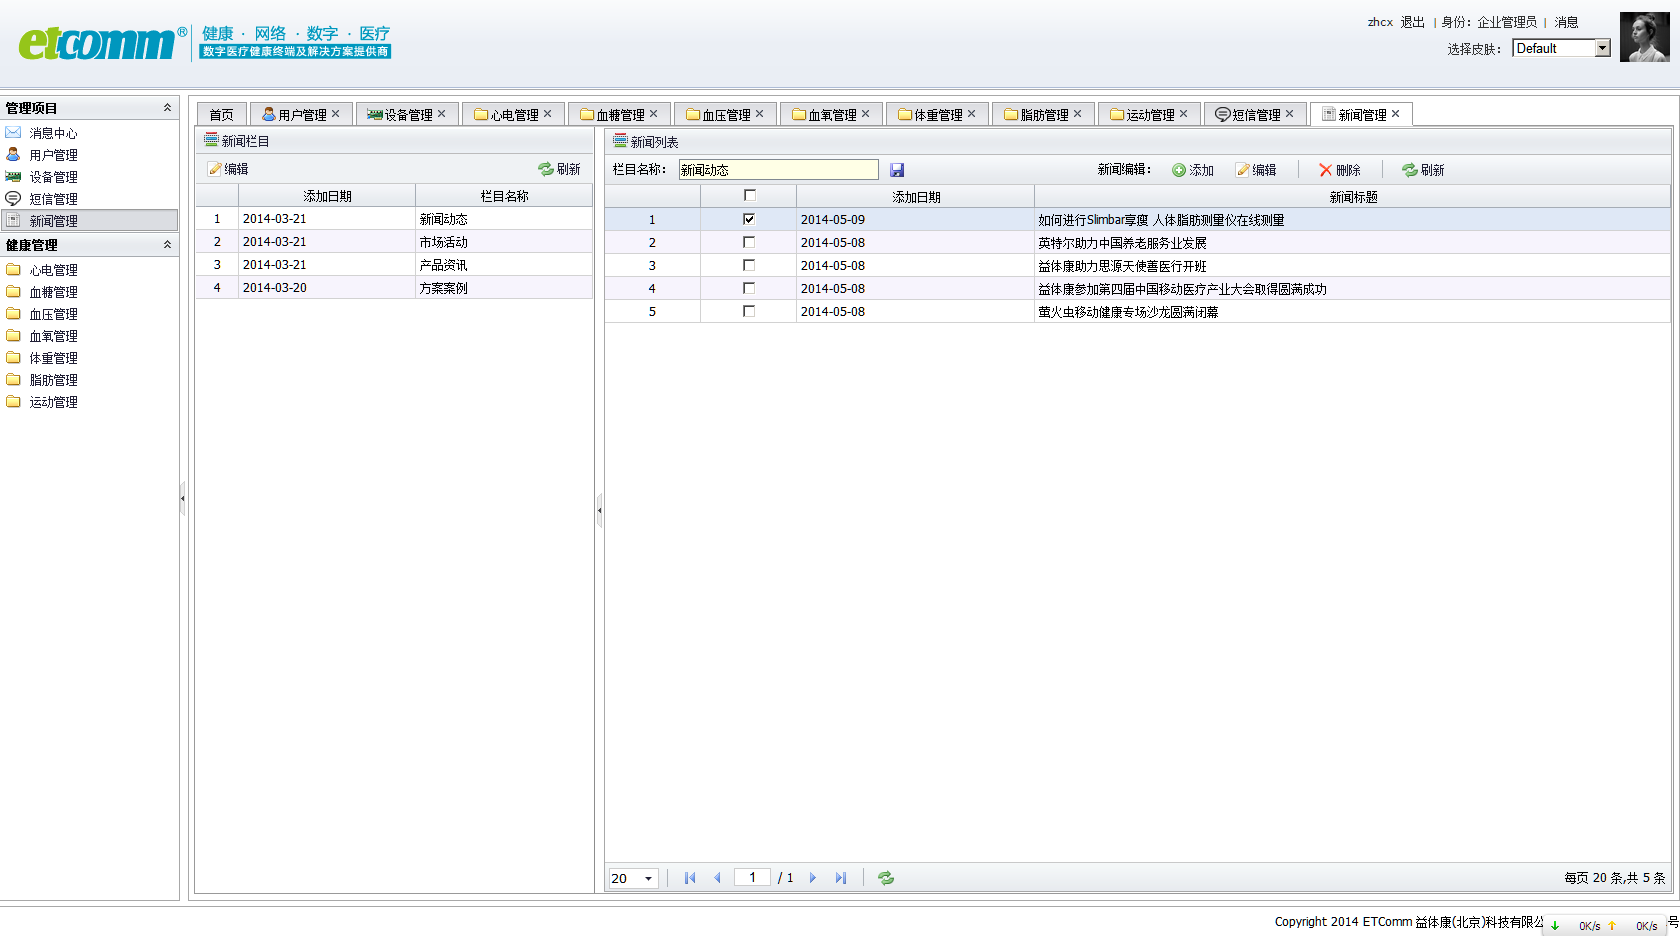 etcomm®
健康 · 网络 · 数字 · 医疗
数字医疗健康终端及解决方案提供商
zhcx 退出 | 身份：企业管理员 | 消息
选择皮肤： Default
管理项目
消息中心
用户管理
设备管理
短信管理
新闻管理
健康管理
心电管理
血糖管理
血压管理
血氧管理
体重管理
脂肪管理
运动管理
首页 用户管理 设备管理 心电管理 血糖管理 血压管理 血氧管理 体重管理 脂肪管理 运动管理 短信管理 新闻管理
新闻栏目
编辑 刷新
添加日期 栏目名称
1 2014-03-21 新闻动态
2 2014-03-21 市场活动
3 2014-03-21 产品资讯
4 2014-03-20 方案案例
新闻列表
栏目名称： 新闻动态 新闻编辑： 添加 编辑 删除 刷新
添加日期 新闻标题
1 2014-05-09 如何进行Slimbar享瘦 人体脂肪测量仪在线测量
2 2014-05-08 英特尔助力中国养老服务业发展
3 2014-05-08 益体康助力思源天使善医行开班
4 2014-05-08 益体康参加第四届中国移动医疗产业大会取得圆满成功
5 2014-05-08 萤火虫移动健康专场沙龙圆满闭幕
20 1 / 1 每页 20 条,共 5 条
Copyright 2014 ETComm 益体康(北京)科技有限公 号
0K/s 0K/s